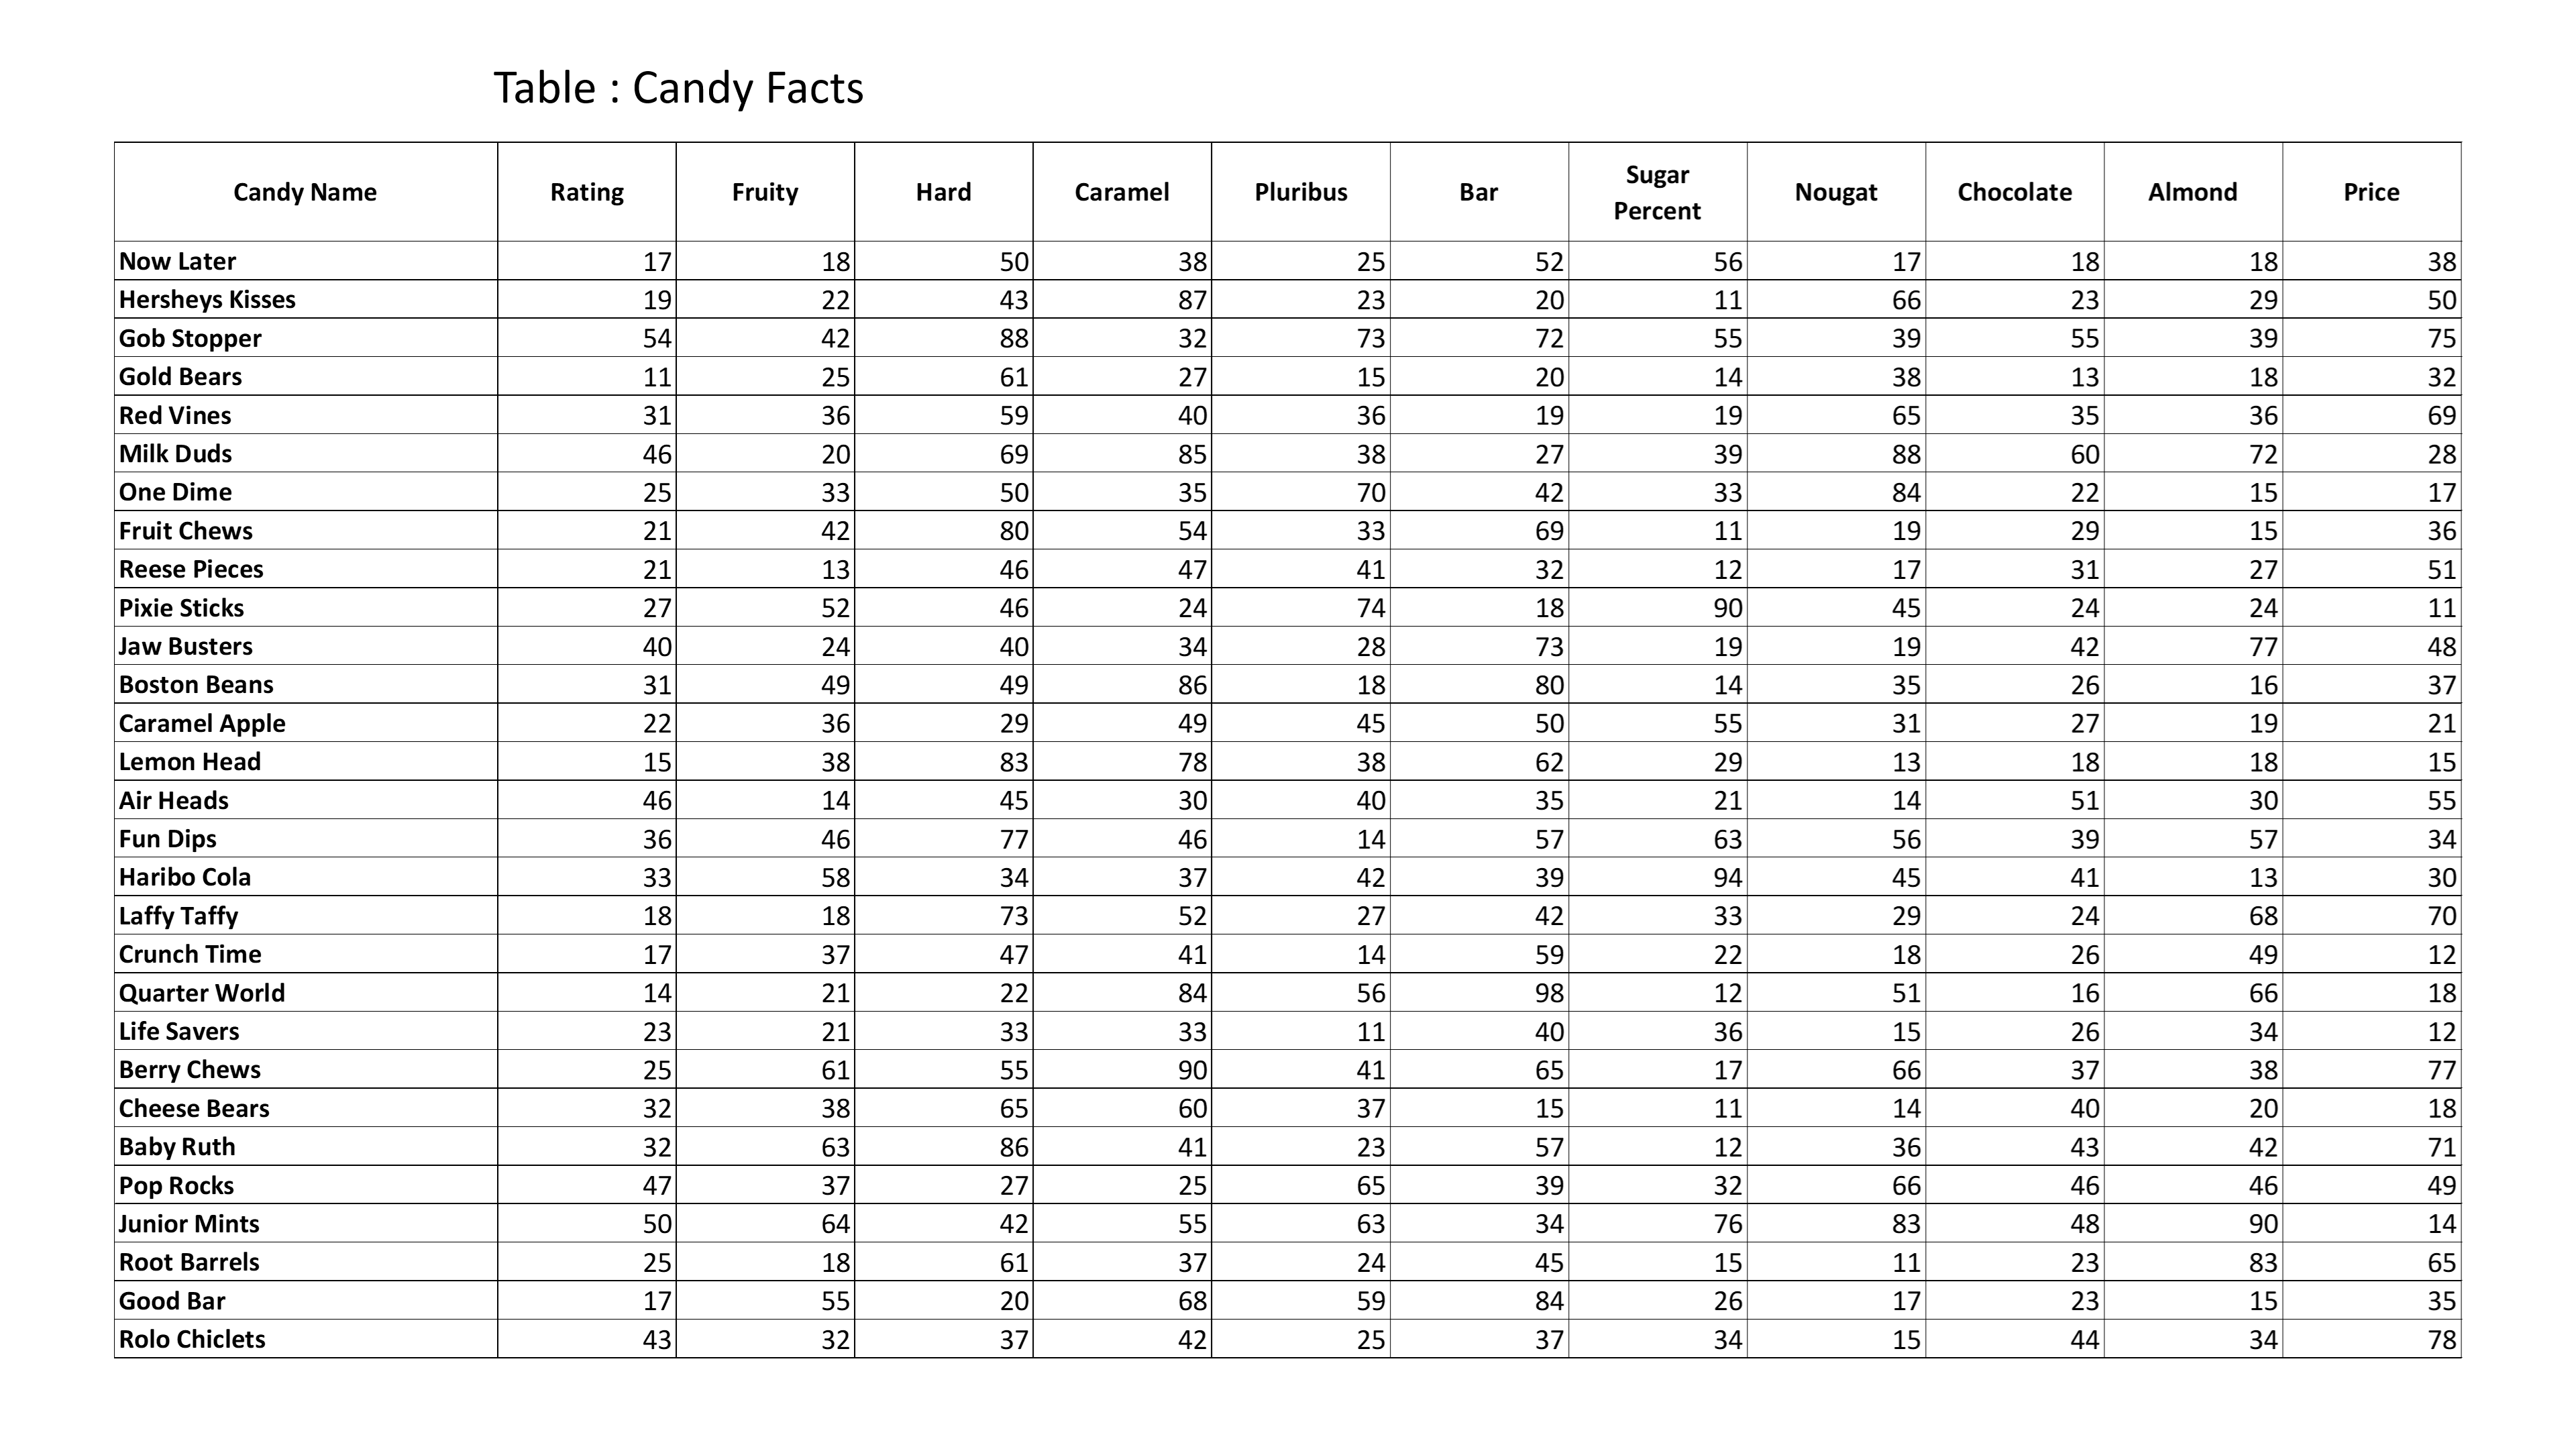 Table : Candy Facts
Candy Name Rating Fruity Hard Caramel Pluribus Bar Sugar Percent Nougat Chocolate Almond Price
Now Later 17 18 50 38 25 52 56 17 18 18 38
Hersheys Kisses 19 22 43 87 23 20 11 66 23 29 50
Gob Stopper 54 42 88 32 73 72 55 39 55 39 75
Gold Bears 11 25 61 27 15 20 14 38 13 18 32
Red Vines 31 36 59 40 36 19 19 65 35 36 69
Milk Duds 46 20 69 85 38 27 39 88 60 72 28
One Dime 25 33 50 35 70 42 33 84 22 15 17
Fruit Chews 21 42 80 54 33 69 11 19 29 15 36
Reese Pieces 21 13 46 47 41 32 12 17 31 27 51
Pixie Sticks 27 52 46 24 74 18 90 45 24 24 11
Jaw Busters 40 24 40 34 28 73 19 19 42 77 48
Boston Beans 31 49 49 86 18 80 14 35 26 16 37
Caramel Apple 22 36 29 49 45 50 55 31 27 19 21
Lemon Head 15 38 83 78 38 62 29 13 18 18 15
Air Heads 46 14 45 30 40 35 21 14 51 30 55
Fun Dips 36 46 77 46 14 57 63 56 39 57 34
Haribo Cola 33 58 34 37 42 39 94 45 41 13 30
Laffy Taffy 18 18 73 52 27 42 33 29 24 68 70
Crunch Time 17 37 47 41 14 59 22 18 26 49 12
Quarter World 14 21 22 84 56 98 12 51 16 66 18
Life Savers 23 21 33 33 11 40 36 15 26 34 12
Berry Chews 25 61 55 90 41 65 17 66 37 38 77
Cheese Bears 32 38 65 60 37 15 11 14 40 20 18
Baby Ruth 32 63 86 41 23 57 12 36 43 42 71
Pop Rocks 47 37 27 25 65 39 32 66 46 46 49
Junior Mints 50 64 42 55 63 34 76 83 48 90 14
Root Barrels 25 18 61 37 24 45 15 11 23 83 65
Good Bar 17 55 20 68 59 84 26 17 23 15 35
Rolo Chiclets 43 32 37 42 25 37 34 15 44 34 78